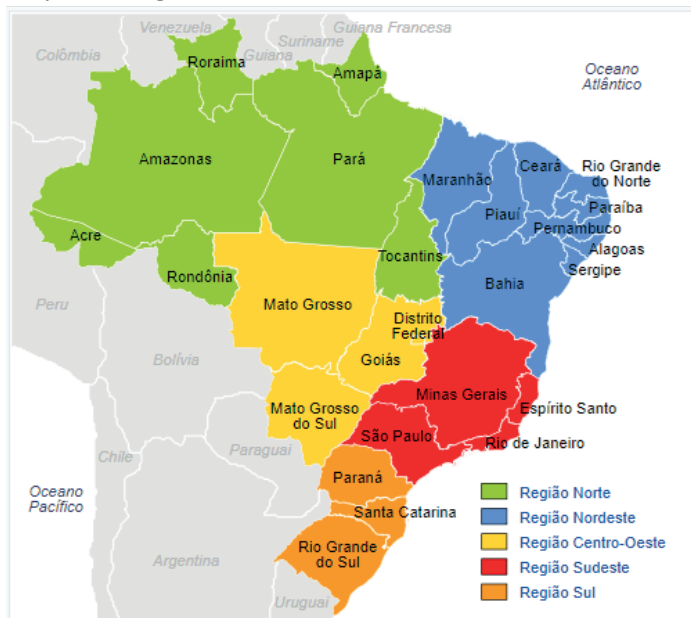 Venezuela
Guiana Francesa
Suriname
Colômbia
Guiana
Roraima
Amapá
Oceano
Atlântico
Amazonas
Pará
Maranhão
Ceará
Rio Grande
do Norte
Piauí
Paraíba
Pernambuco
Acre
Tocantins
Alagoas
Rondônia
Sergipe
Bahia
Peru
Mato Grosso
Distrito
Federal
Bolívia
Goiás
Minas Gerais
Mato Grosso
do Sul
Espírito Santo
São Paulo
Rio de Janeiro
Paraguai
Chile
Paraná
Oceano
Pacífico
Santa Catarina
Rio Grande
do Sul
Argentina
Uruguai
Região Norte
Região Nordeste
Região Centro-Oeste
Região Sudeste
Região Sul